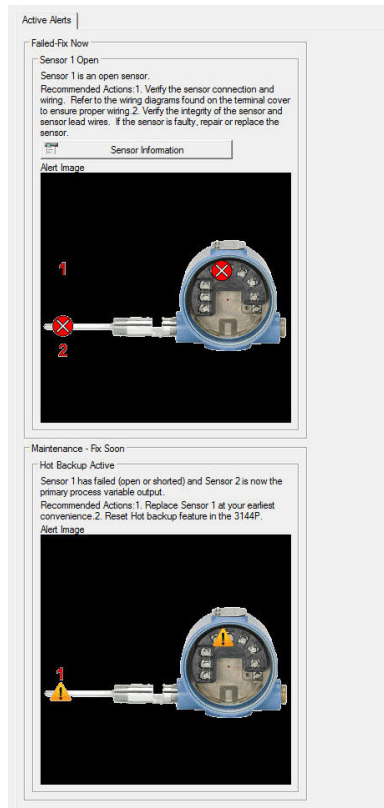 Active Alerts
Failed-Fix Now
Sensor 1 Open
Sensor 1 is an open sensor.
Recommended Actions:1. Verify the sensor connection and
wiring. Refer to the wiring diagrams found on the terminal cover
to ensure proper wiring.2. Verify the integrity of the sensor and
sensor lead wires. If the sensor is faulty, repair or replace the
sensor.
Sensor Information
Alert Image
1
2
Maintenance - Fix Soon
Hot Backup Active
Sensor 1 has failed (open or shorted) and Sensor 2 is now the
primary process variable output.
Recommended Actions:1. Replace Sensor 1 at your earliest
convenience.2. Reset Hot backup feature in the 3144P.
Alert Image
1